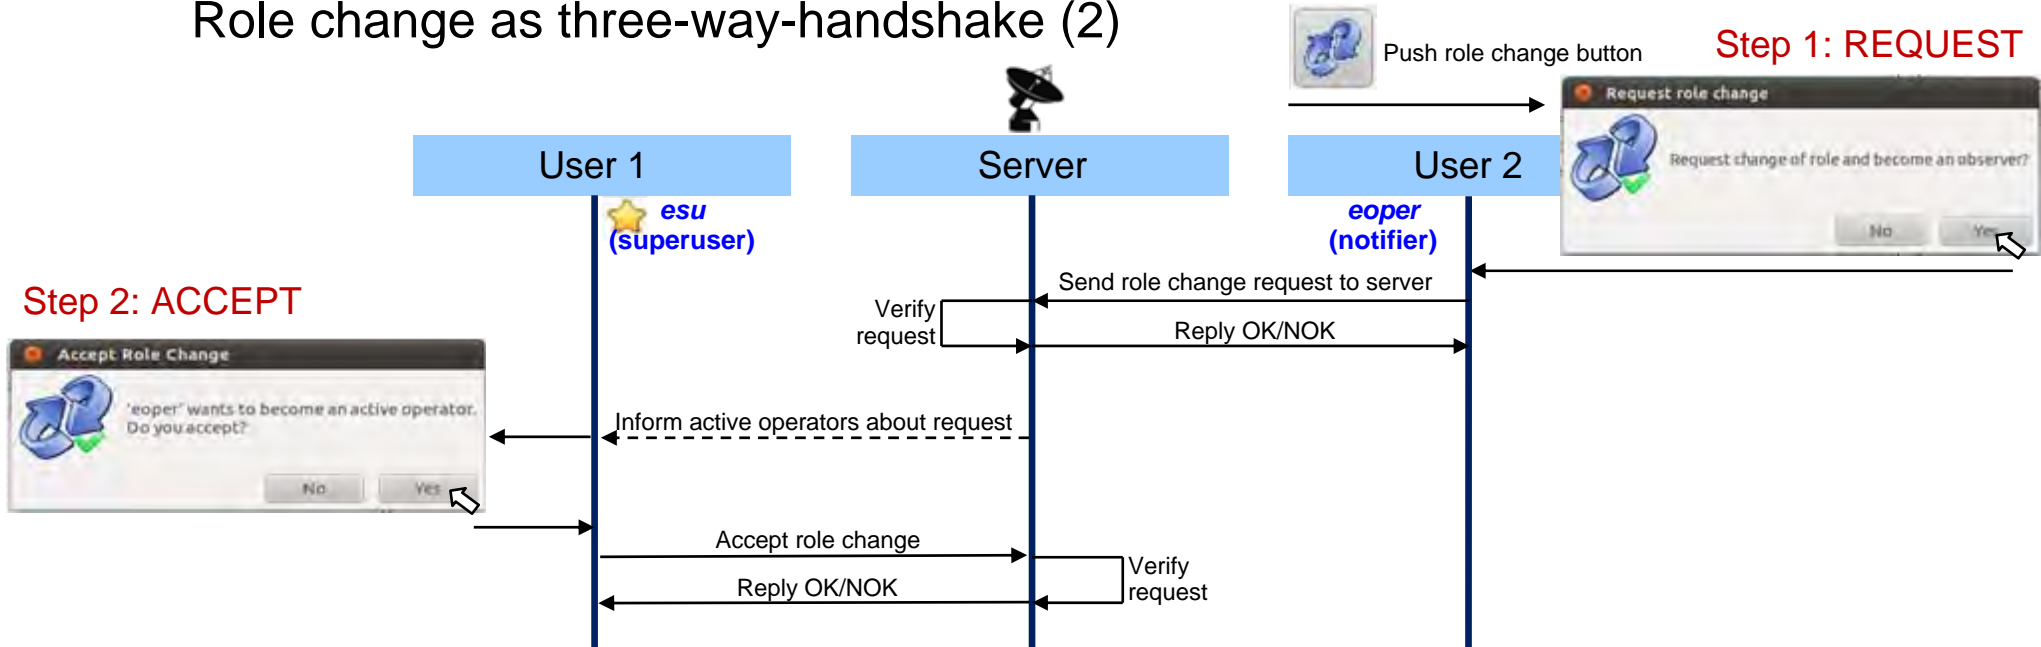 Role change as three-way-handshake (2)
Push role change button
Step 1: REQUEST
Request role change
Request change of role and become an observer?
No
Yes
User 1
Server
User 2
esu
(superuser)
eoper
(notifier)
Send role change request to server
Verify
request
Reply OK/NOK
Step 2: ACCEPT
Accept Role Change
'eoper' wants to become an active operator.
Do you accept?
No
Yes
Inform active operators about request
Accept role change
Verify
request
Reply OK/NOK